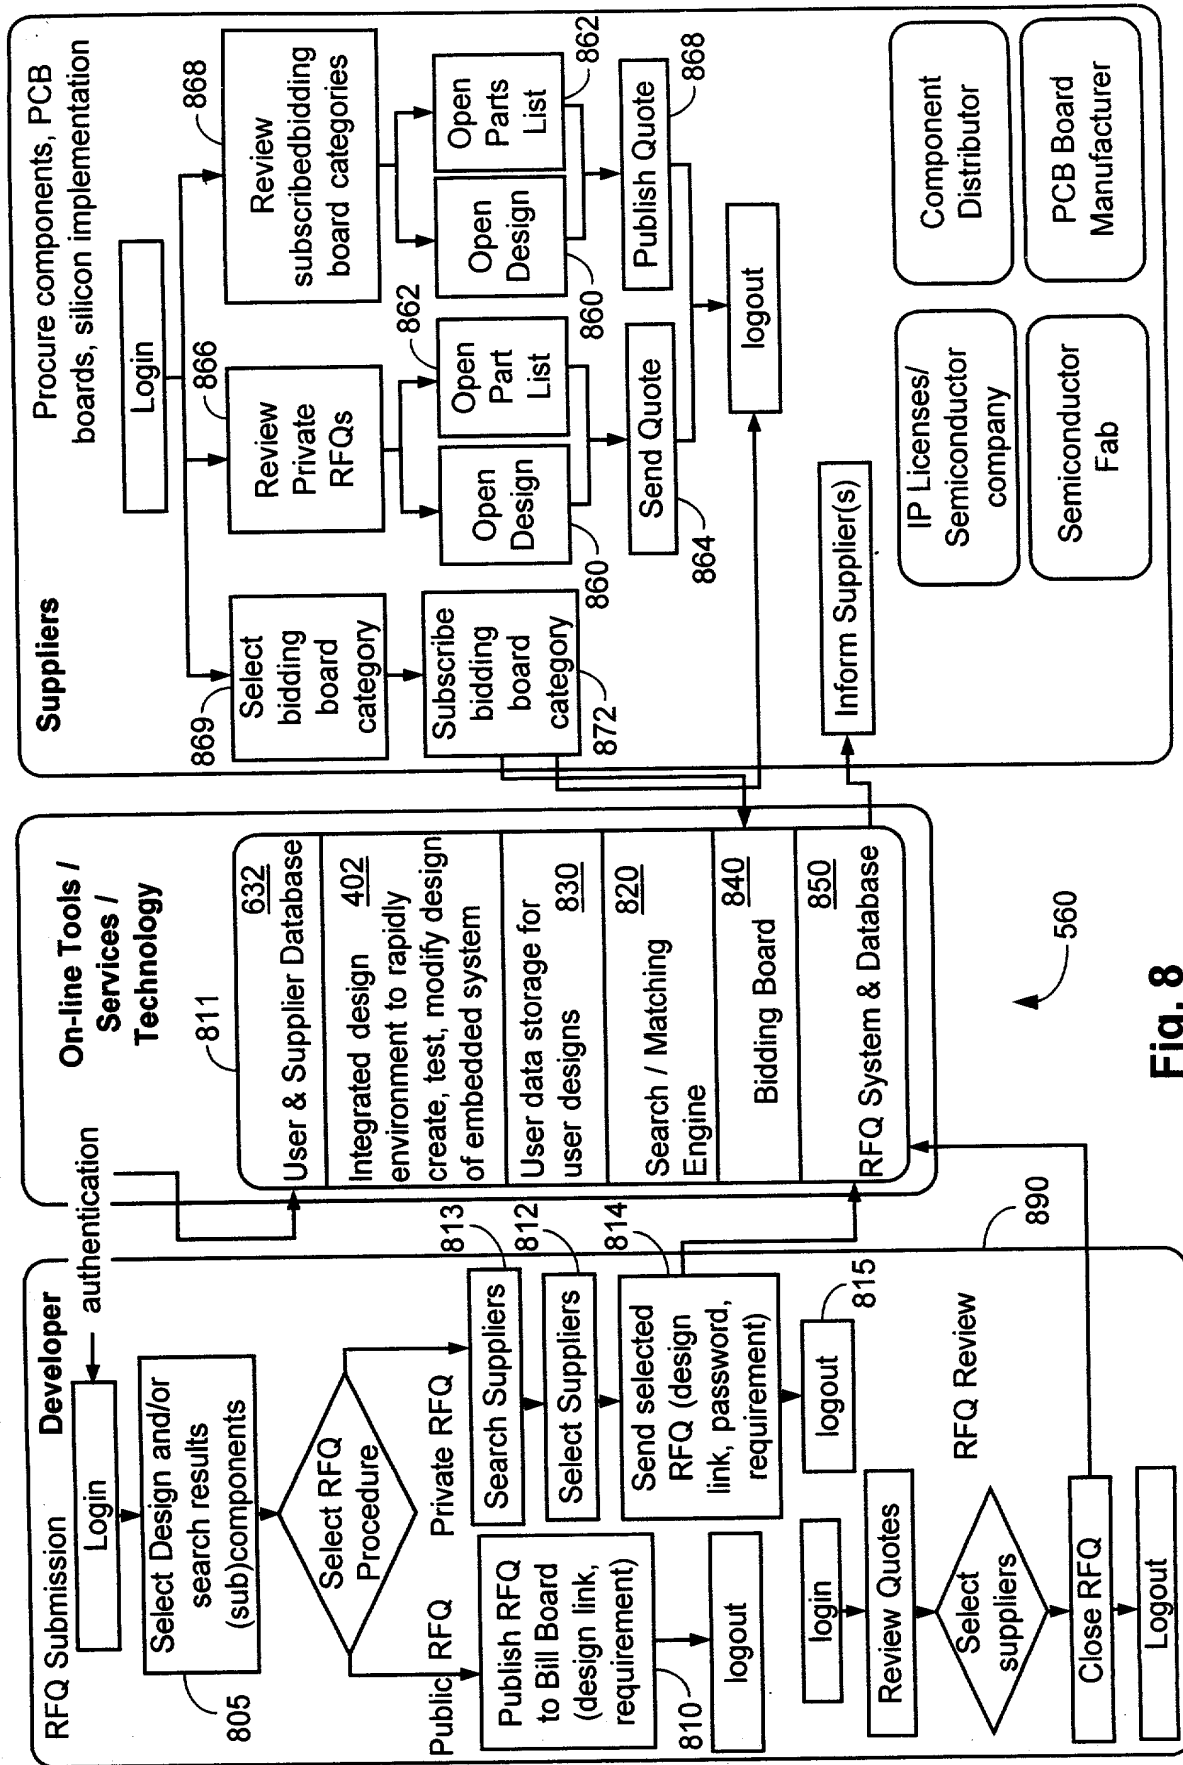 RFQ Submission
Developer
authentication
Login
Select Design and/or
search results
(sub)components
805
Select RFQ
Procedure
Public RFQ
Private RFQ
Publish RFQ
to Bill Board
(design link,
requirement)
810
logout
Search Suppliers
813
Select Suppliers
812
Send selected
RFQ (design
link, password,
requirement)
814
logout
815
RFQ Review
login
Review Quotes
Select
suppliers
Close RFQ
Logout
890
On-line Tools /
Services /
Technology
811
632
User & Supplier Database
402
Integrated design
environment to rapidly
create, test, modify design
of embedded system
User data storage for
user designs
830
Search / Matching
Engine
820
840
Bidding Board
850
RFQ System & Database
560
Suppliers
Procure components, PCB
boards, silicon implementation
Login
869
Select
bidding
board
category
Subscribe
bidding
board
category
872
866
Review
Private
RFQs
Open
Design
860
Open
Part
List
862
Send Quote
864
868
Review
subscribedbidding
board categories
Open
Design
860
Open
Parts
List
862
Publish Quote
868
logout
Inform Supplier(s)
IP Licenses/
Semiconductor
company
Component
Distributor
Semiconductor
Fab
PCB Board
Manufacturer
Fig. 8